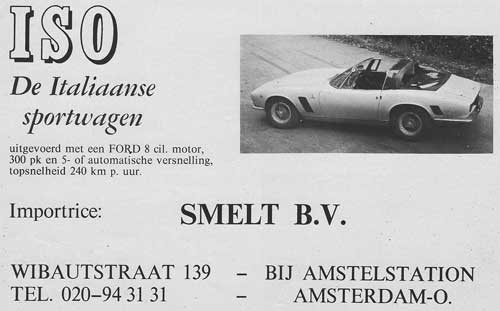 ISO
De Italiaanse
sportwagen
uitgevoerd met een FORD 8 cil. motor,
300 pk en 5- of automatische versnelling,
topsnelheid 240 km p. uur.
Importrice: SMELT B.V.
WIBAUTSTRAAT 139 – BIJ AMSTELSTATION
TEL. 020–94 31 31 – AMSTERDAM-O.